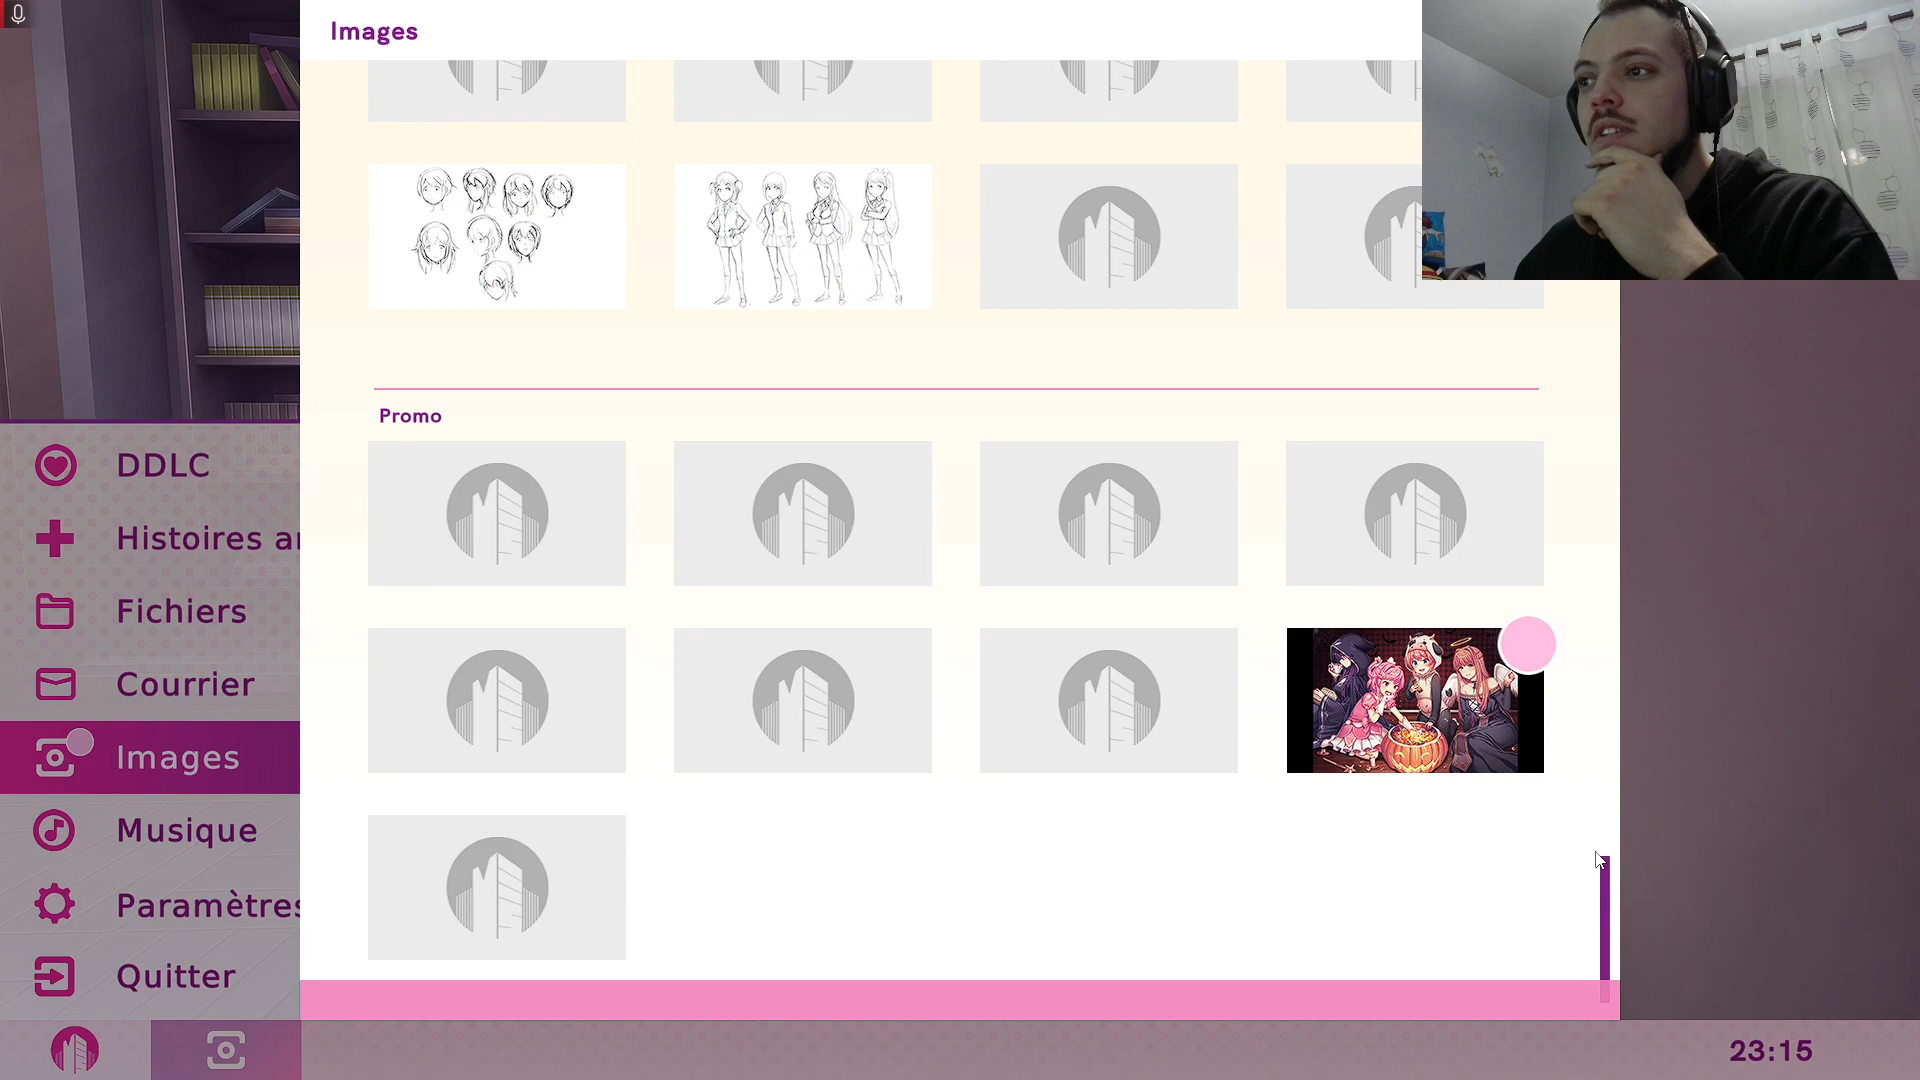 Images
Promo
DDLC
Histoires
Fichiers
Courrier
Images
Musique
Paramètres
Quitter
23:15